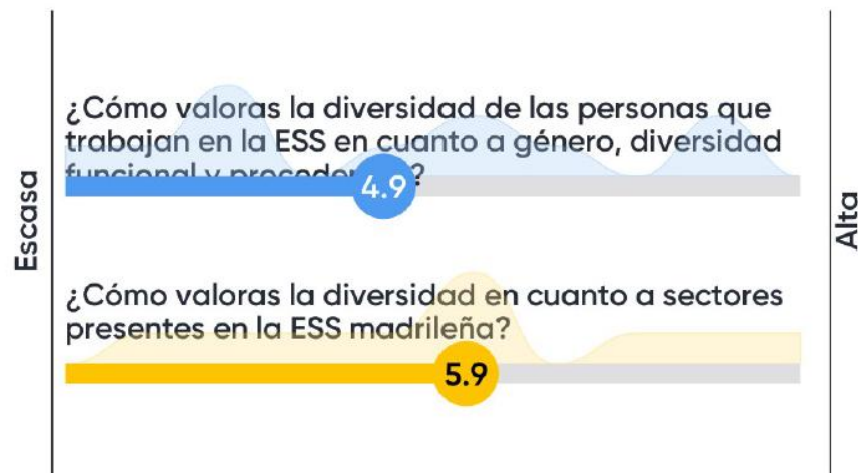 Escasa
¿Cómo valoras la diversidad de las personas que
trabajan en la ESS en cuanto a género, diversidad
funcional y ?
4.9
¿Cómo valoras la diversidad en cuanto a sectores
presentes en la ESS madrileña?
5.9
Alta